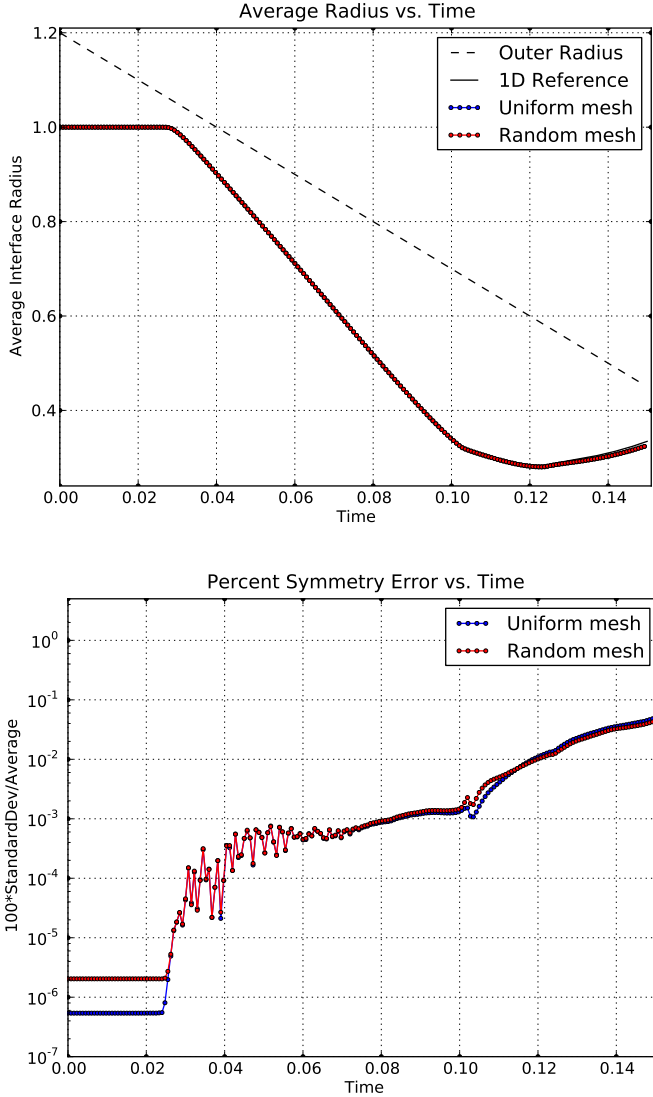 Average Radius vs. Time
Average Interface Radius
1.2
1.0
0.8
0.6
0.4
Outer Radius
1D Reference
Uniform mesh
Random mesh
0.00 0.02 0.04 0.06 0.08 0.10 0.12 0.14
Time
Percent Symmetry Error vs. Time
100*StandardDev/Average
10^0
10^-1
10^-2
10^-3
10^-4
10^-5
10^-6
10^-7
Uniform mesh
Random mesh
0.00 0.02 0.04 0.06 0.08 0.10 0.12 0.14
Time